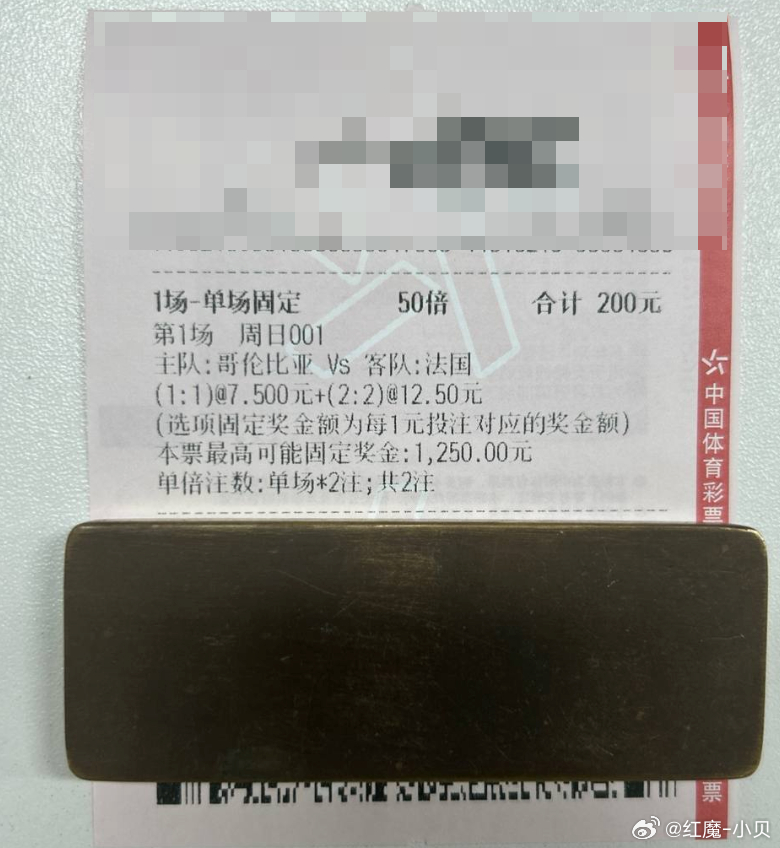 1场-单场固定 50倍 合计 200元
第1场 周日001
主队:哥伦比亚 Vs 客队:法国
(1:1)@7.500元+(2:2)@12.50元
(选项固定奖金额为每1元投注对应的奖金额)
本票最高可能固定奖金:1,250.00元
单倍注数:单场*2注;共2注
中国体育彩票
票
@红魔-小贝